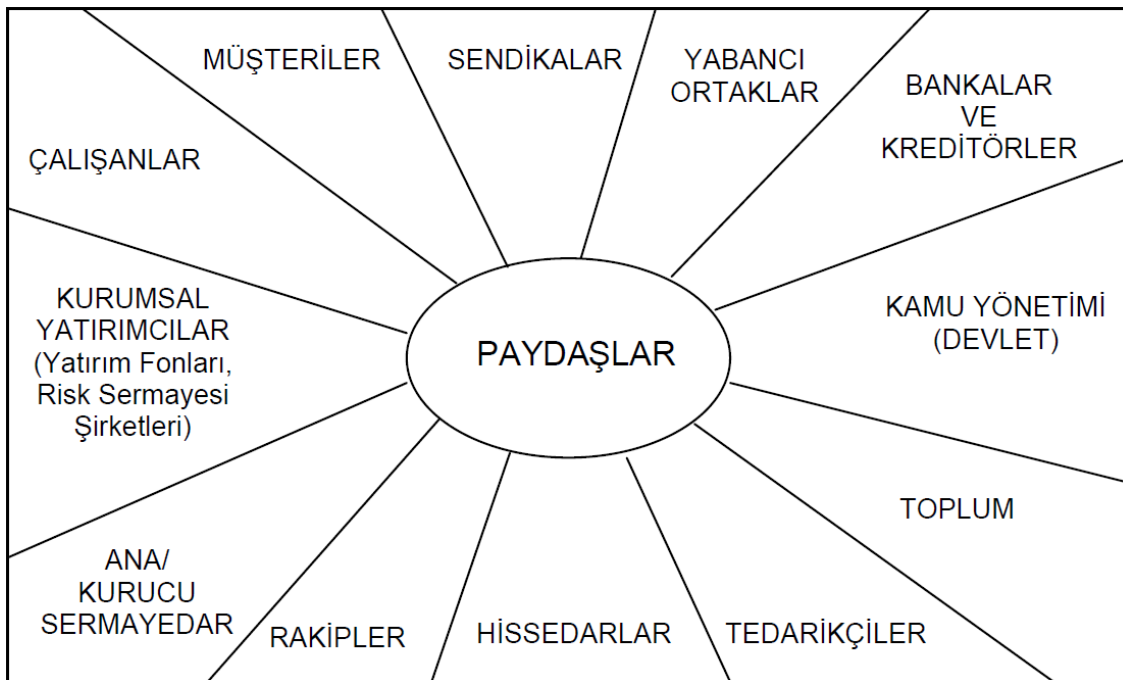 MÜŞTERİLER
SENDİKALAR
YABANCI
ORTAKLAR
BANKALAR
VE
KREDİTÖRLER
ÇALIŞANLAR
KURUMSAL
YATIRIMCILAR
(Yatırım Fonları,
Risk Sermayesi
Şirketleri)
PAYDAŞLAR
KAMU YÖNETİMİ
(DEVLET)
TOPLUM
ANA/
KURUCU
SERMAYEDAR
RAKİPLER
HİSSEDARLAR
TEDARİKÇİLER